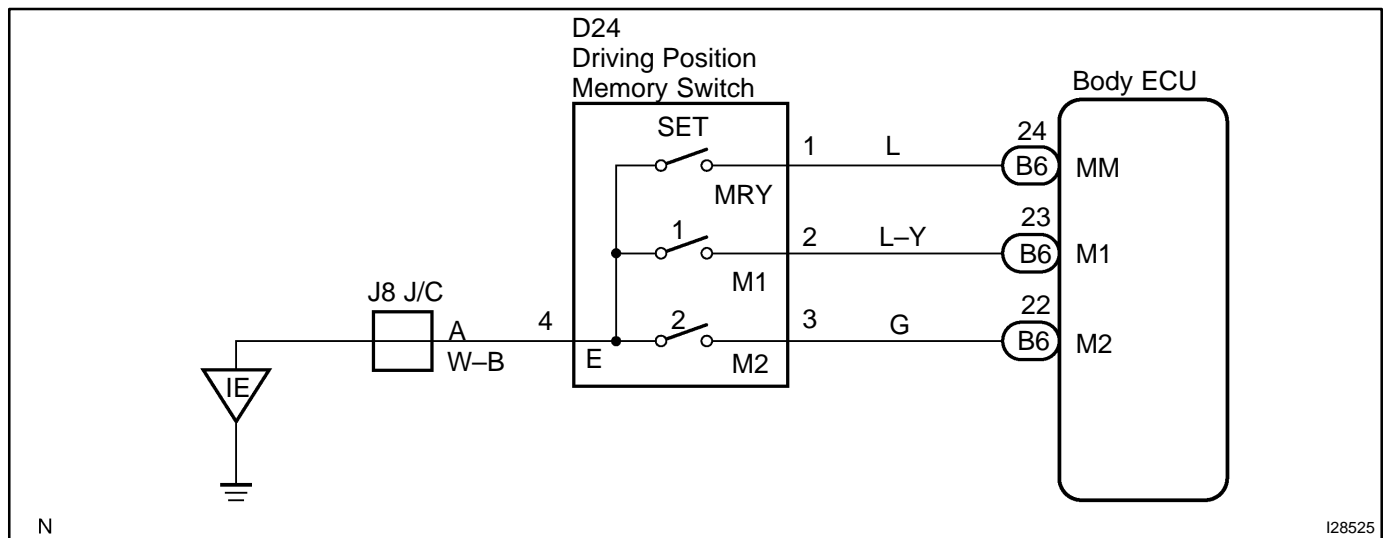 D24
Driving Position
Memory Switch
Body ECU
SET
1 L
24
B6 MM
MRY
1
2 L–Y
23
B6 M1
M1
J8 J/C
A
W–B
4
E
2
3 G
22
B6 M2
M2
IE
N
I28525